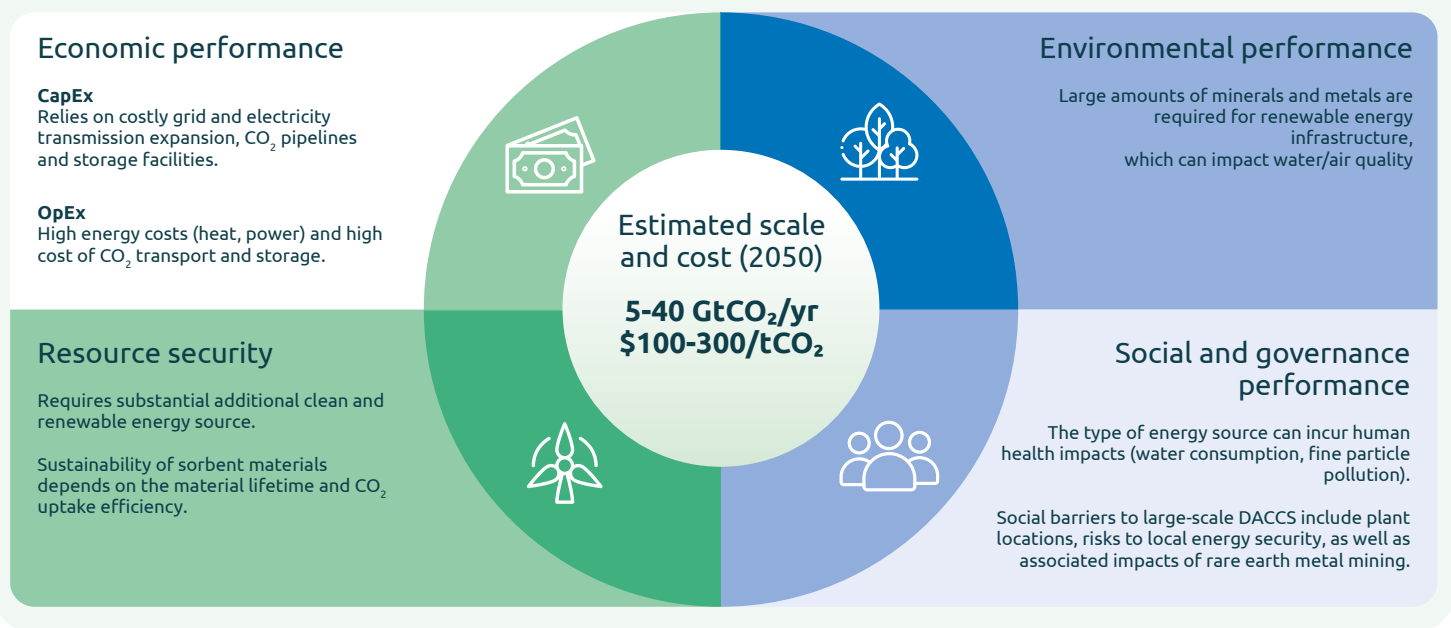 Economic performance
CapEx
Relies on costly grid and electricity
transmission expansion, CO₂ pipelines
and storage facilities.
OpEx
High energy costs (heat, power) and high
cost of CO₂ transport and storage.
Environmental performance
Large amounts of minerals and metals are
required for renewable energy
infrastructure,
which can impact water/air quality
Estimated scale
and cost (2050)
5-40 GtCO₂/yr
$100-300/tCO₂
Resource security
Requires substantial additional clean and
renewable energy source.
Sustainability of sorbent materials
depends on the material lifetime and CO₂
uptake efficiency.
Social and governance
performance
The type of energy source can incur human
health impacts (water consumption, fine particle
pollution).
Social barriers to large-scale DACCS include plant
locations, risks to local energy security, as well as
associated impacts of rare earth metal mining.